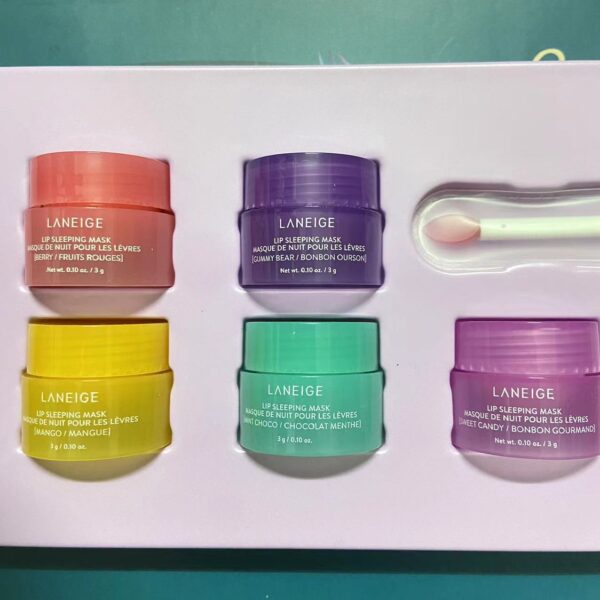 LANEIGE
LIP SLEEPING MASK
MASQUE DE NUIT POUR LES LÈVRES
[BERRY / FRUITS ROUGES]
Net wt. 0.10 oz. / 3 g
LANEIGE
LIP SLEEPING MASK
MASQUE DE NUIT POUR LES LÈVRES
[GUMMY BEAR / BONBON OURSON]
Net wt. 0.10 oz. / 3 g
LANEIGE
LIP SLEEPING MASK
MASQUE DE NUIT POUR LES LÈVRES
[MANGO / MANGUE]
3 g / 0.10 oz.
LANEIGE
LIP SLEEPING MASK
MASQUE DE NUIT POUR LES LÈVRES
MINT CHOCO / CHOCOLAT MENTHE]
3 g / 0.10 oz.
LANEIGE
LIP SLEEPING MASK
MASQUE DE NUIT POUR LES LÈVRES
[SWEET CANDY / BONBON GOURMAND]
Net wt. 0.10 oz. / 3 g